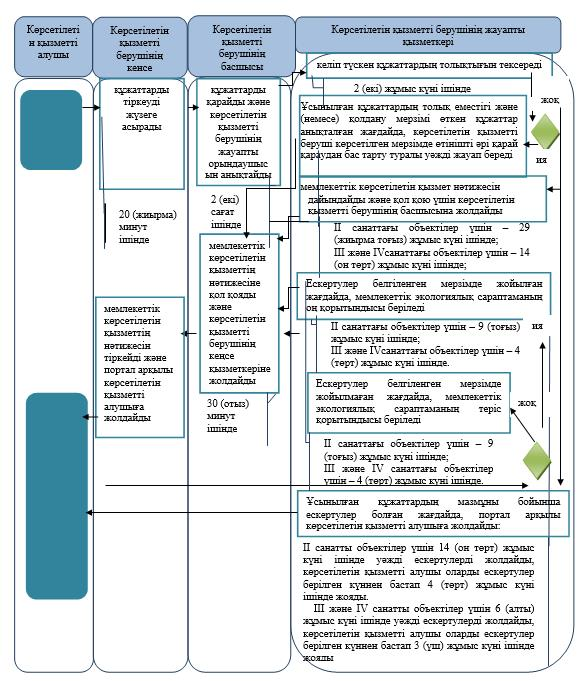 Көрсетілеті
н қызметті
алушы
Көрсетілетін
қызметті
берушінің
кенсе
Көрсетілетін
қызметті
берушінің
басшысы
Көрсетілетін қызметті берушінің жауапты
қызметкері
құжаттарды
тіркеуді
жүзеге
асырады
20 (жиырма)
минут
ішінде
мемлекеттік
көрсетілетін
қызметтің
нәтижесін
тіркейді және
портал арқылы
көрсетілетін
қызметті
алушыға
жолдайды
құжаттарды
қарайды және
көрсетілетін
қызметті
берушінің
жауапты
орындаушыс
ын анықтайды
2 (екі)
сағат
ішінде
мемлекеттік
көрсетілетін
қызметтің
нәтижесіне
қол қояды
және
көрсетілетін
қызметті
берушінің
кеңсе
қызметкеріне
жолдайды
30 (отыз)
минут
ішінде
келіп түскен құжаттардың толықтығын тексереді
2 (екі) жұмыс күні ішінде
жоқ
Ұсынылған құжаттардың толық еместігі және
(немесе) қолдану мерзімі өткен құжаттар
анықталған жағдайда, көрсетілетін қызметті
беруші көрсетілген мерзімде өтінішті әрі қарай
қараудан бас тарту туралы уәжді жауап береді
ия
мемлекеттік көрсетілетін қызмет нәтижесін
дайындайды және қол қою үшін көрсетілетін
қызметті берушінің басшысына жолдайды
II санаттағы объектілер үшін – 29
(жиырма тоғыз) жұмыс күні ішінде;
III және IVсанаттағы объектілер үшін – 14
(он төрт) жұмыс күні ішінде;
Ескертулер белгіленген мерзімде жойылған
жағдайда, мемлекеттік экологиялық сараптаманың
оң қорытындысы беріледі
II санаттағы объектілер үшін – 9 (тоғыз)
жұмыс күні ішінде;
III және IVсанаттағы объектілер үшін – 4
(төрт) жұмыс күні ішінде.
ия
Ескертулер белгіленген мерзімде
жойылмаған жағдайда, мемлекеттік
экологиялық сараптаманың теріс
қорытындысы беріледі
жоқ
II санаттағы объектілер үшін – 9
(тоғыз) жұмыс күні ішінде;
III және IV санаттағы объектілер
үшін – 4 (төрт) жұмыс күні ішінде.
Ұсынылған құжаттардың мазмұны бойынша
ескертулер болған жағдайда, портал арқылы
көрсетілетін қызметті алушыға жолдайды:
II санатты объектілер үшін 14 (он төрт) жұмыс
күні ішінде уәжді ескертулерді жолдайды,
көрсетілетін қызметті алушы оларды ескертулер
берілген күннен бастап 4 (төрт) жұмыс күні
ішінде жояды.
III және IV санатты объектілер үшін 6 (алты)
жұмыс күні ішінде уәжді ескертулерді жолдайды,
көрсетілетін қызметті алушы оларды ескертулер
берілген күннен бастап 3 (үш) жұмыс күні ішінде
жояды